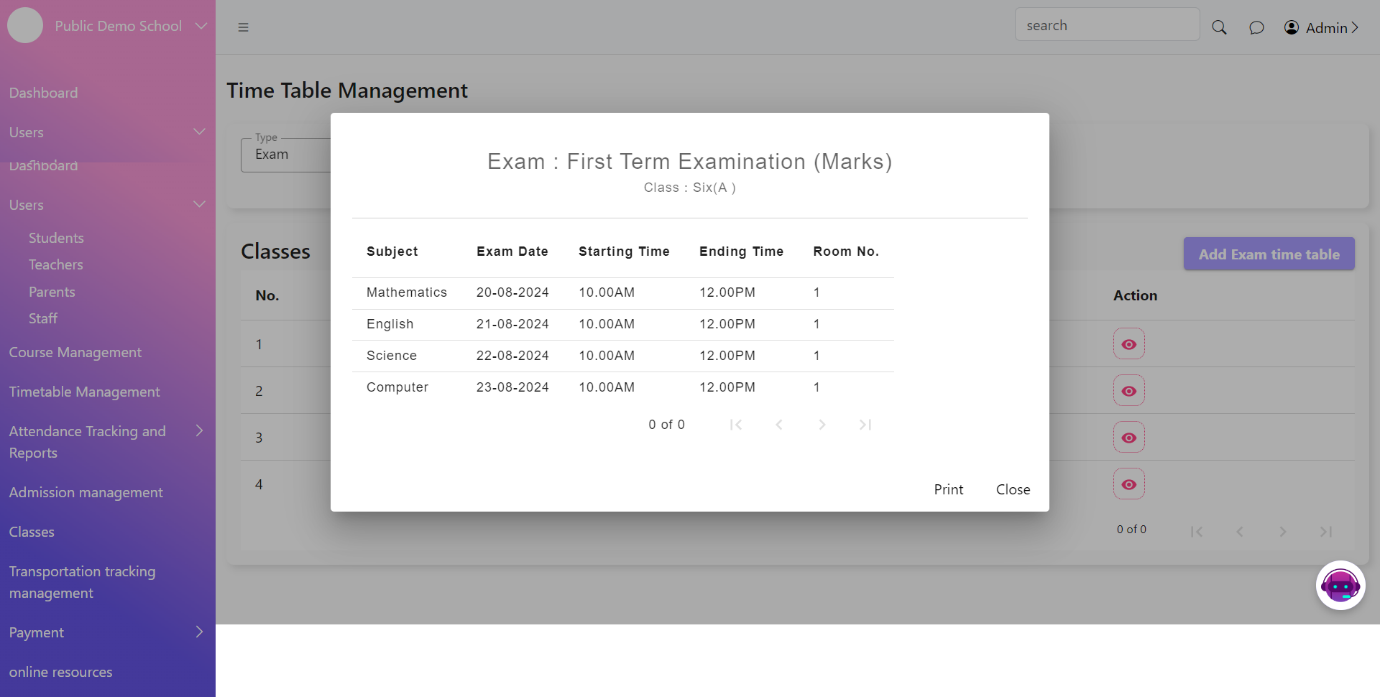 Public Demo School
search
Admin
Dashboard
Users
Dashboard
Users
Students
Teachers
Parents
Staff
Course Management
Timetable Management
Attendance Tracking and
Reports
Admission management
Classes
Transportation tracking
management
Payment
online resources
Time Table Management
Type
Exam
Classes
Add Exam time table
No.
Action
1
2
3
4
0 of 0
Exam : First Term Examination (Marks)
Class : Six(A )
Subject Exam Date Starting Time Ending Time Room No.
Mathematics 20-08-2024 10.00AM 12.00PM 1
English 21-08-2024 10.00AM 12.00PM 1
Science 22-08-2024 10.00AM 12.00PM 1
Computer 23-08-2024 10.00AM 12.00PM 1
0 of 0
Print Close